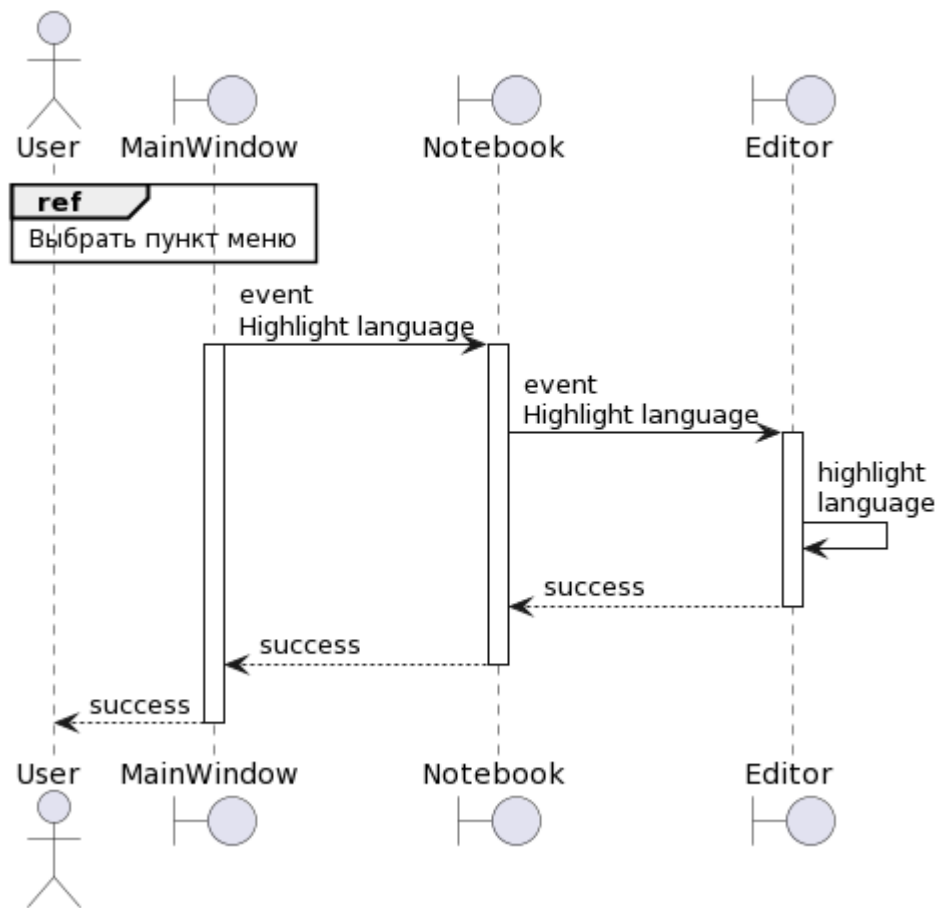 User MainWindow Notebook Editor
ref
Выбрать пункт меню
event
Highlight language
event
Highlight language
highlight
language
success
success
success
User MainWindow Notebook Editor